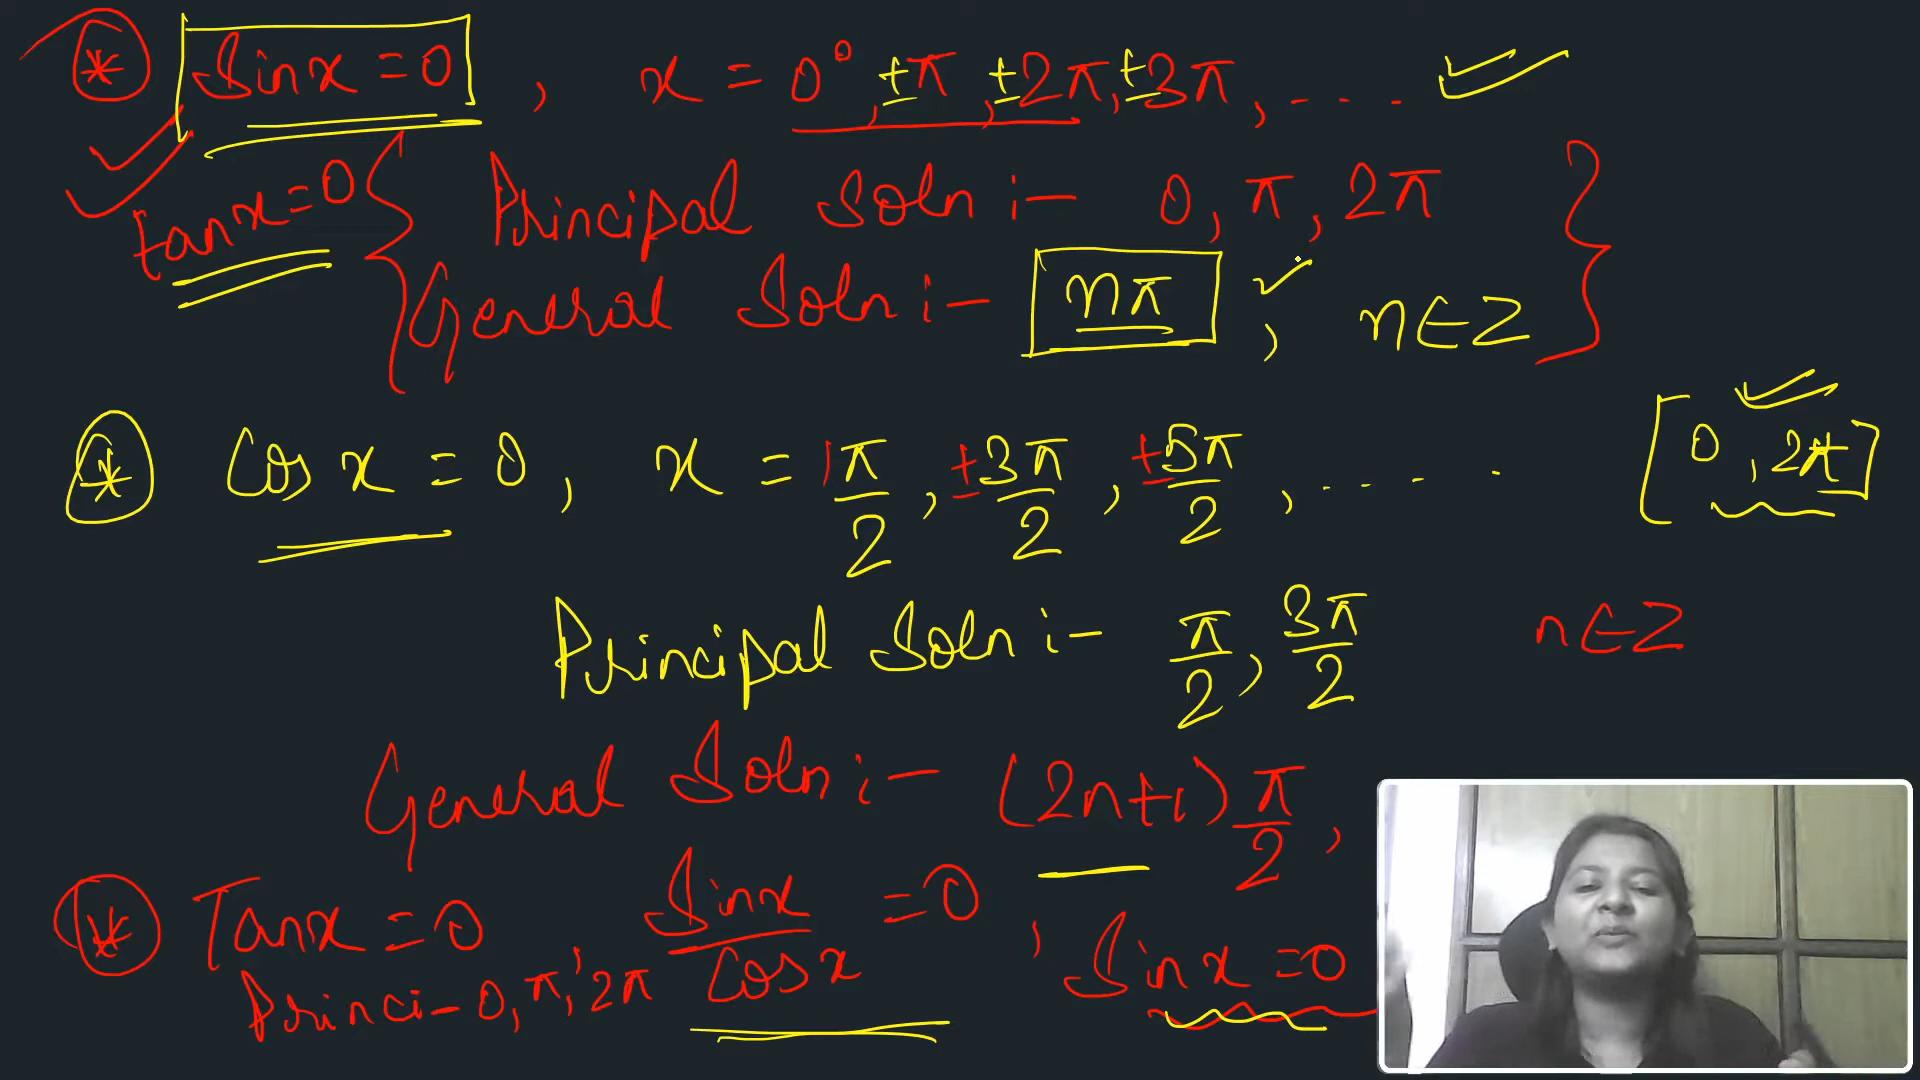 * Sinx = 0 , x = 0°, ±π, ±2π, ±3π, . . . .
tanx = 0 { Principal Soln :- 0, π, 2π }
General Soln :- nπ , n∈Z
* Cos x = 0 , x = π/2 , ±3π/2 , ±5π/2 , . . . . . [0, 2π]
Principal Soln :- π/2 , 3π/2 n∈Z
General Soln :- (2n+1) π/2 ,
* Tanx = 0 Sinx/Cosx = 0 , Sinx = 0
Princi - 0, π, 2π